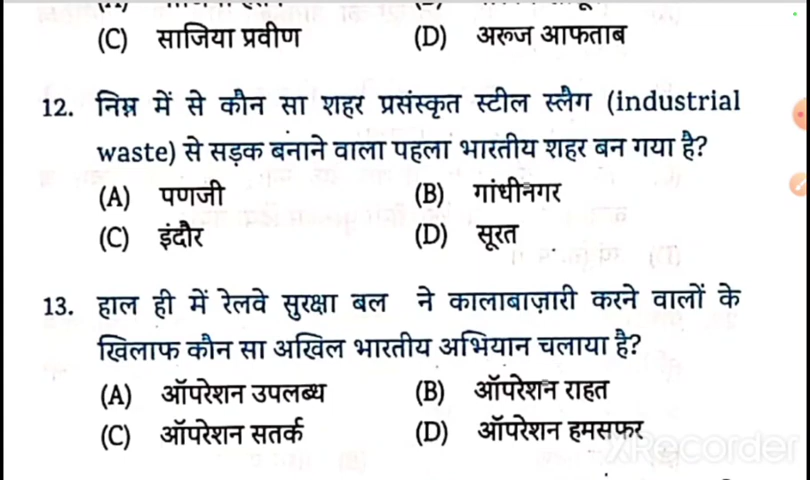 (C) साजिया प्रवीण (D) अरूज आफताब
12. निम्न में से कौन सा शहर प्रसंस्कृत स्टील स्लैग (industrial
waste) से सड़क बनाने वाला पहला भारतीय शहर बन गया है?
(A) पणजी (B) गांधीनगर
(C) इंदौर (D) सूरत
13. हाल ही में रेलवे सुरक्षा बल ने कालाबाज़ारी करने वालों के
खिलाफ कौन सा अखिल भारतीय अभियान चलाया है?
(A) ऑपरेशन उपलब्ध (B) ऑपरेशन राहत
(C) ऑपरेशन सतर्क (D) ऑपरेशन हमसफर
XRecorder